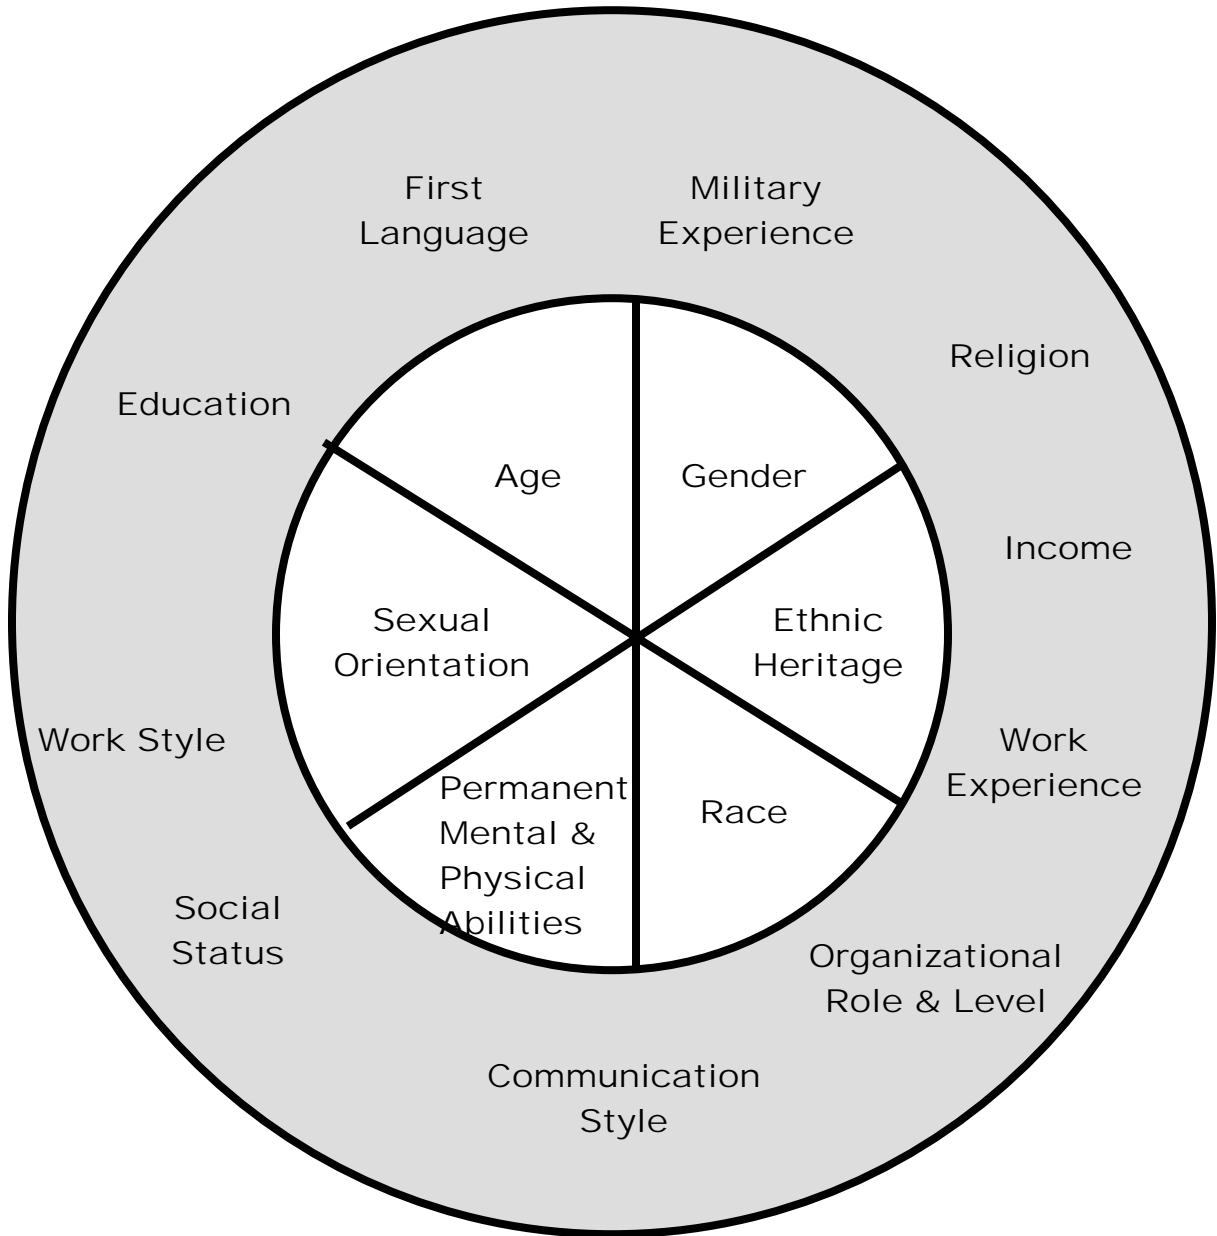 First
Language
Military
Experience
Religion
Education
Age
Gender
Income
Sexual
Orientation
Ethnic
Heritage
Work Style
Work
Experience
Permanent
Mental &
Physical
Abilities
Race
Social
Status
Organizational
Role & Level
Communication
Style